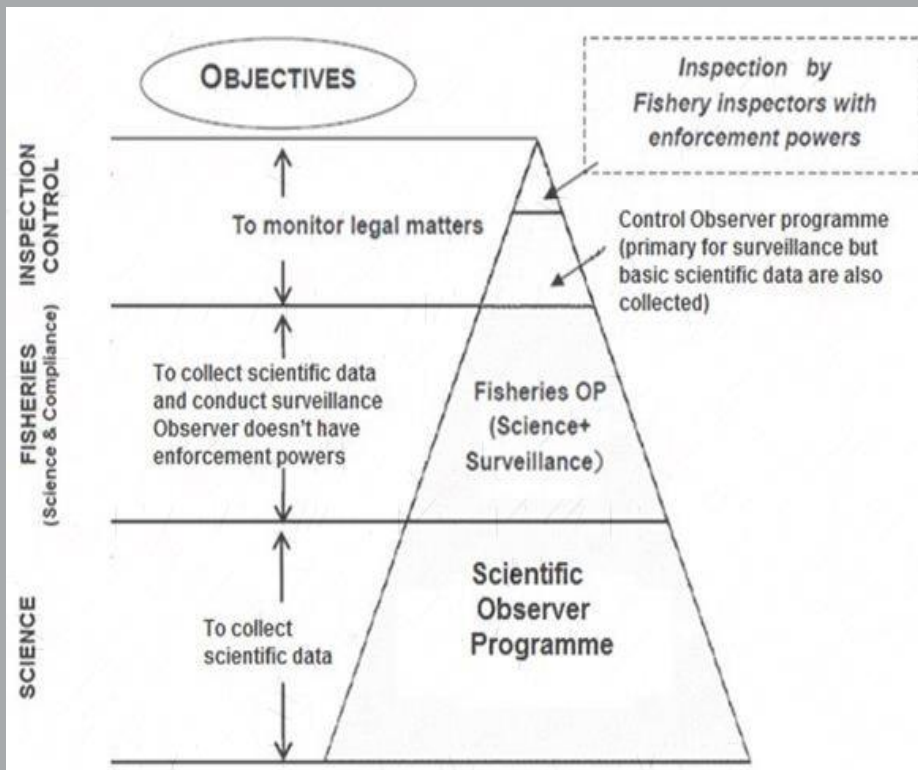 OBJECTIVES
Inspection by
Fishery inspectors with
enforcement powers
INSPECTION
CONTROL
To monitor legal matters
Control Observer programme
(primary for surveillance but
basic scientific data are also
collected)
FISHERIES
(Science & Compliance)
To collect scientific data
and conduct surveillance
Observer doesn't have
enforcement powers
Fisheries OP
(Science+
Surveillance)
SCIENCE
To collect
scientific data
Scientific
Observer
Programme